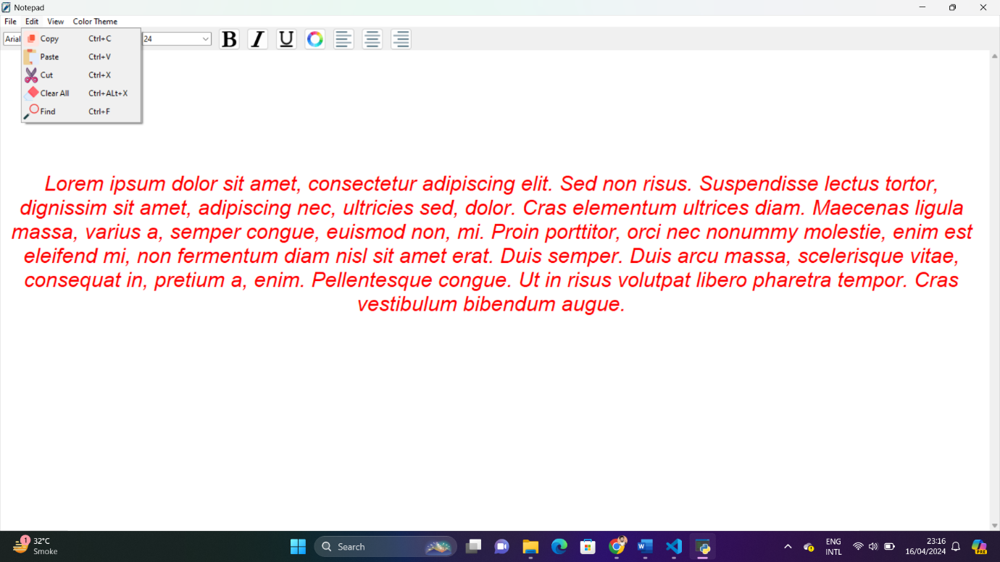 Notepad
File Edit View Color Theme
Arial 24 B I U
Copy Ctrl+C
Paste Ctrl+V
Cut Ctrl+X
Clear All Ctrl+ALt+X
Find Ctrl+F
Lorem ipsum dolor sit amet, consectetur adipiscing elit. Sed non risus. Suspendisse lectus tortor,
dignissim sit amet, adipiscing nec, ultricies sed, dolor. Cras elementum ultrices diam. Maecenas ligula
massa, varius a, semper congue, euismod non, mi. Proin porttitor, orci nec nonummy molestie, enim est
eleifend mi, non fermentum diam nisl sit amet erat. Duis semper. Duis arcu massa, scelerisque vitae,
consequat in, pretium a, enim. Pellentesque congue. Ut in risus volutpat libero pharetra tempor. Cras
vestibulum bibendum augue.
1 32°C
Smoke
Search
ENG
INTL
23:16
16/04/2024
PRE